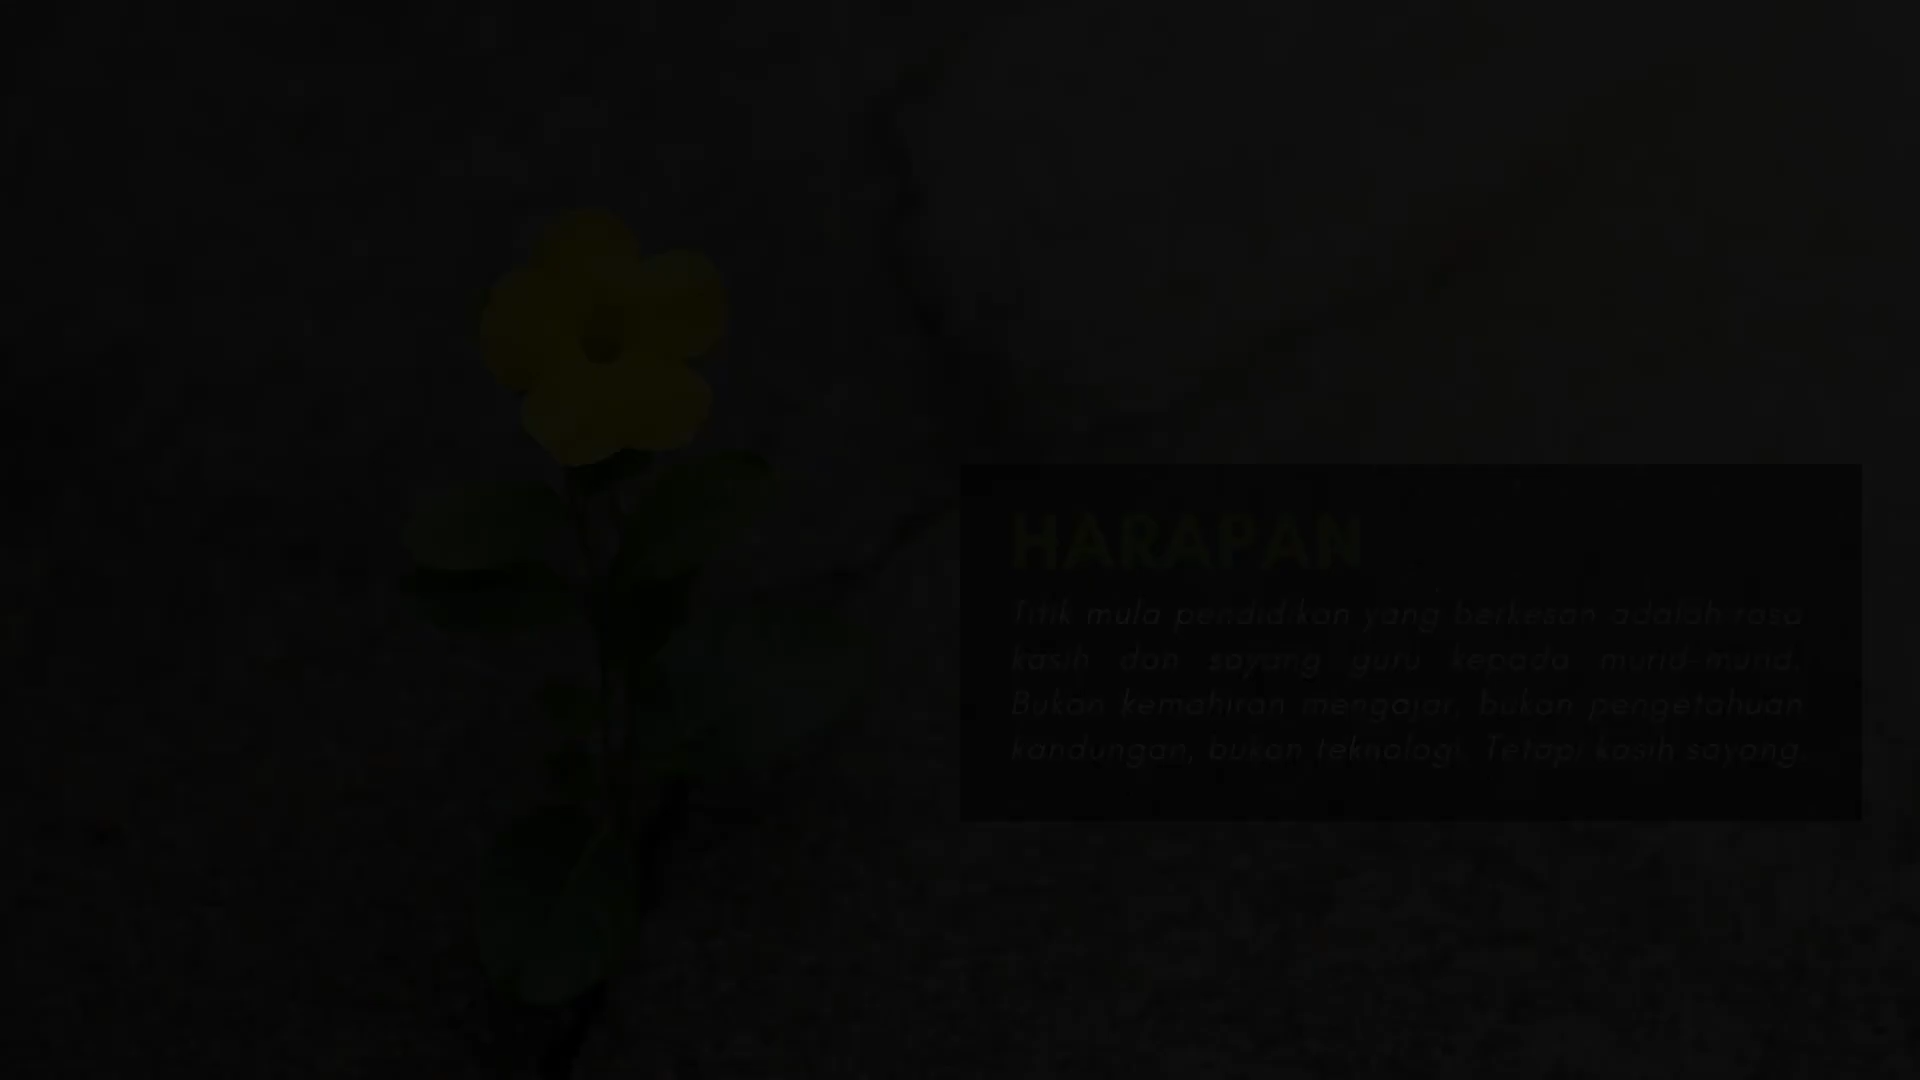 HARAPAN
Titik mula pendidikan yang berkesan adalah rasa
kasih dan sayang guru kepada murid-murid.
Bukan kemahiran mengajar, bukan pengetahuan
kandungan, bukan teknologi. Tetapi kasih sayang.